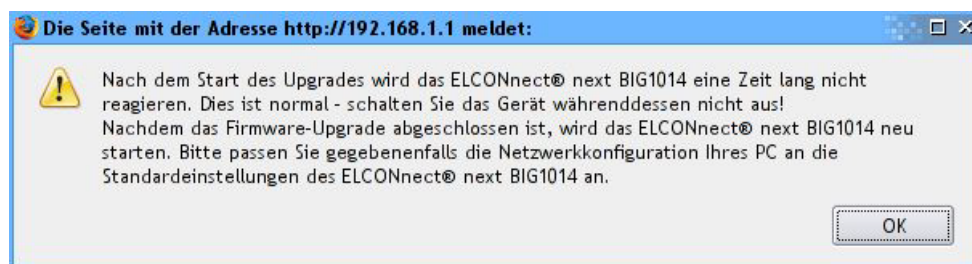 Die Seite mit der Adresse http://192.168.1.1 meldet:
Nach dem Start des Upgrades wird das ELCONnect® next BIG1014 eine Zeit lang nicht
reagieren. Dies ist normal - schalten Sie das Gerät währenddessen nicht aus!
Nachdem das Firmware-Upgrade abgeschlossen ist, wird das ELCONnect® next BIG1014 neu
starten. Bitte passen Sie gegebenenfalls die Netzwerkkonfiguration Ihres PC an die
Standardeinstellungen des ELCONnect® next BIG1014 an.
OK